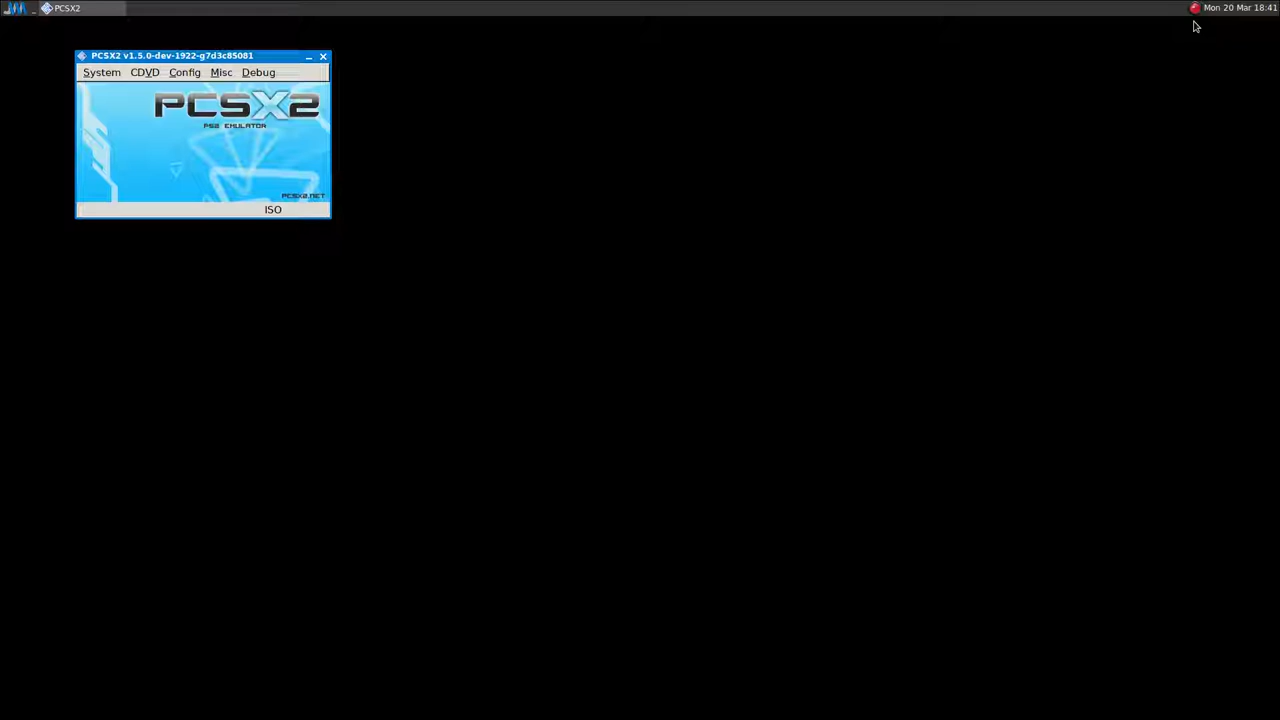 PCSX2
Mon 20 Mar 18:41
PCSX2 v1.5.0-dev-1922-g7d3c85081
System CDVD Config Misc Debug
PCSX2
PS2 EMULATOR
PCSX2.NET
ISO